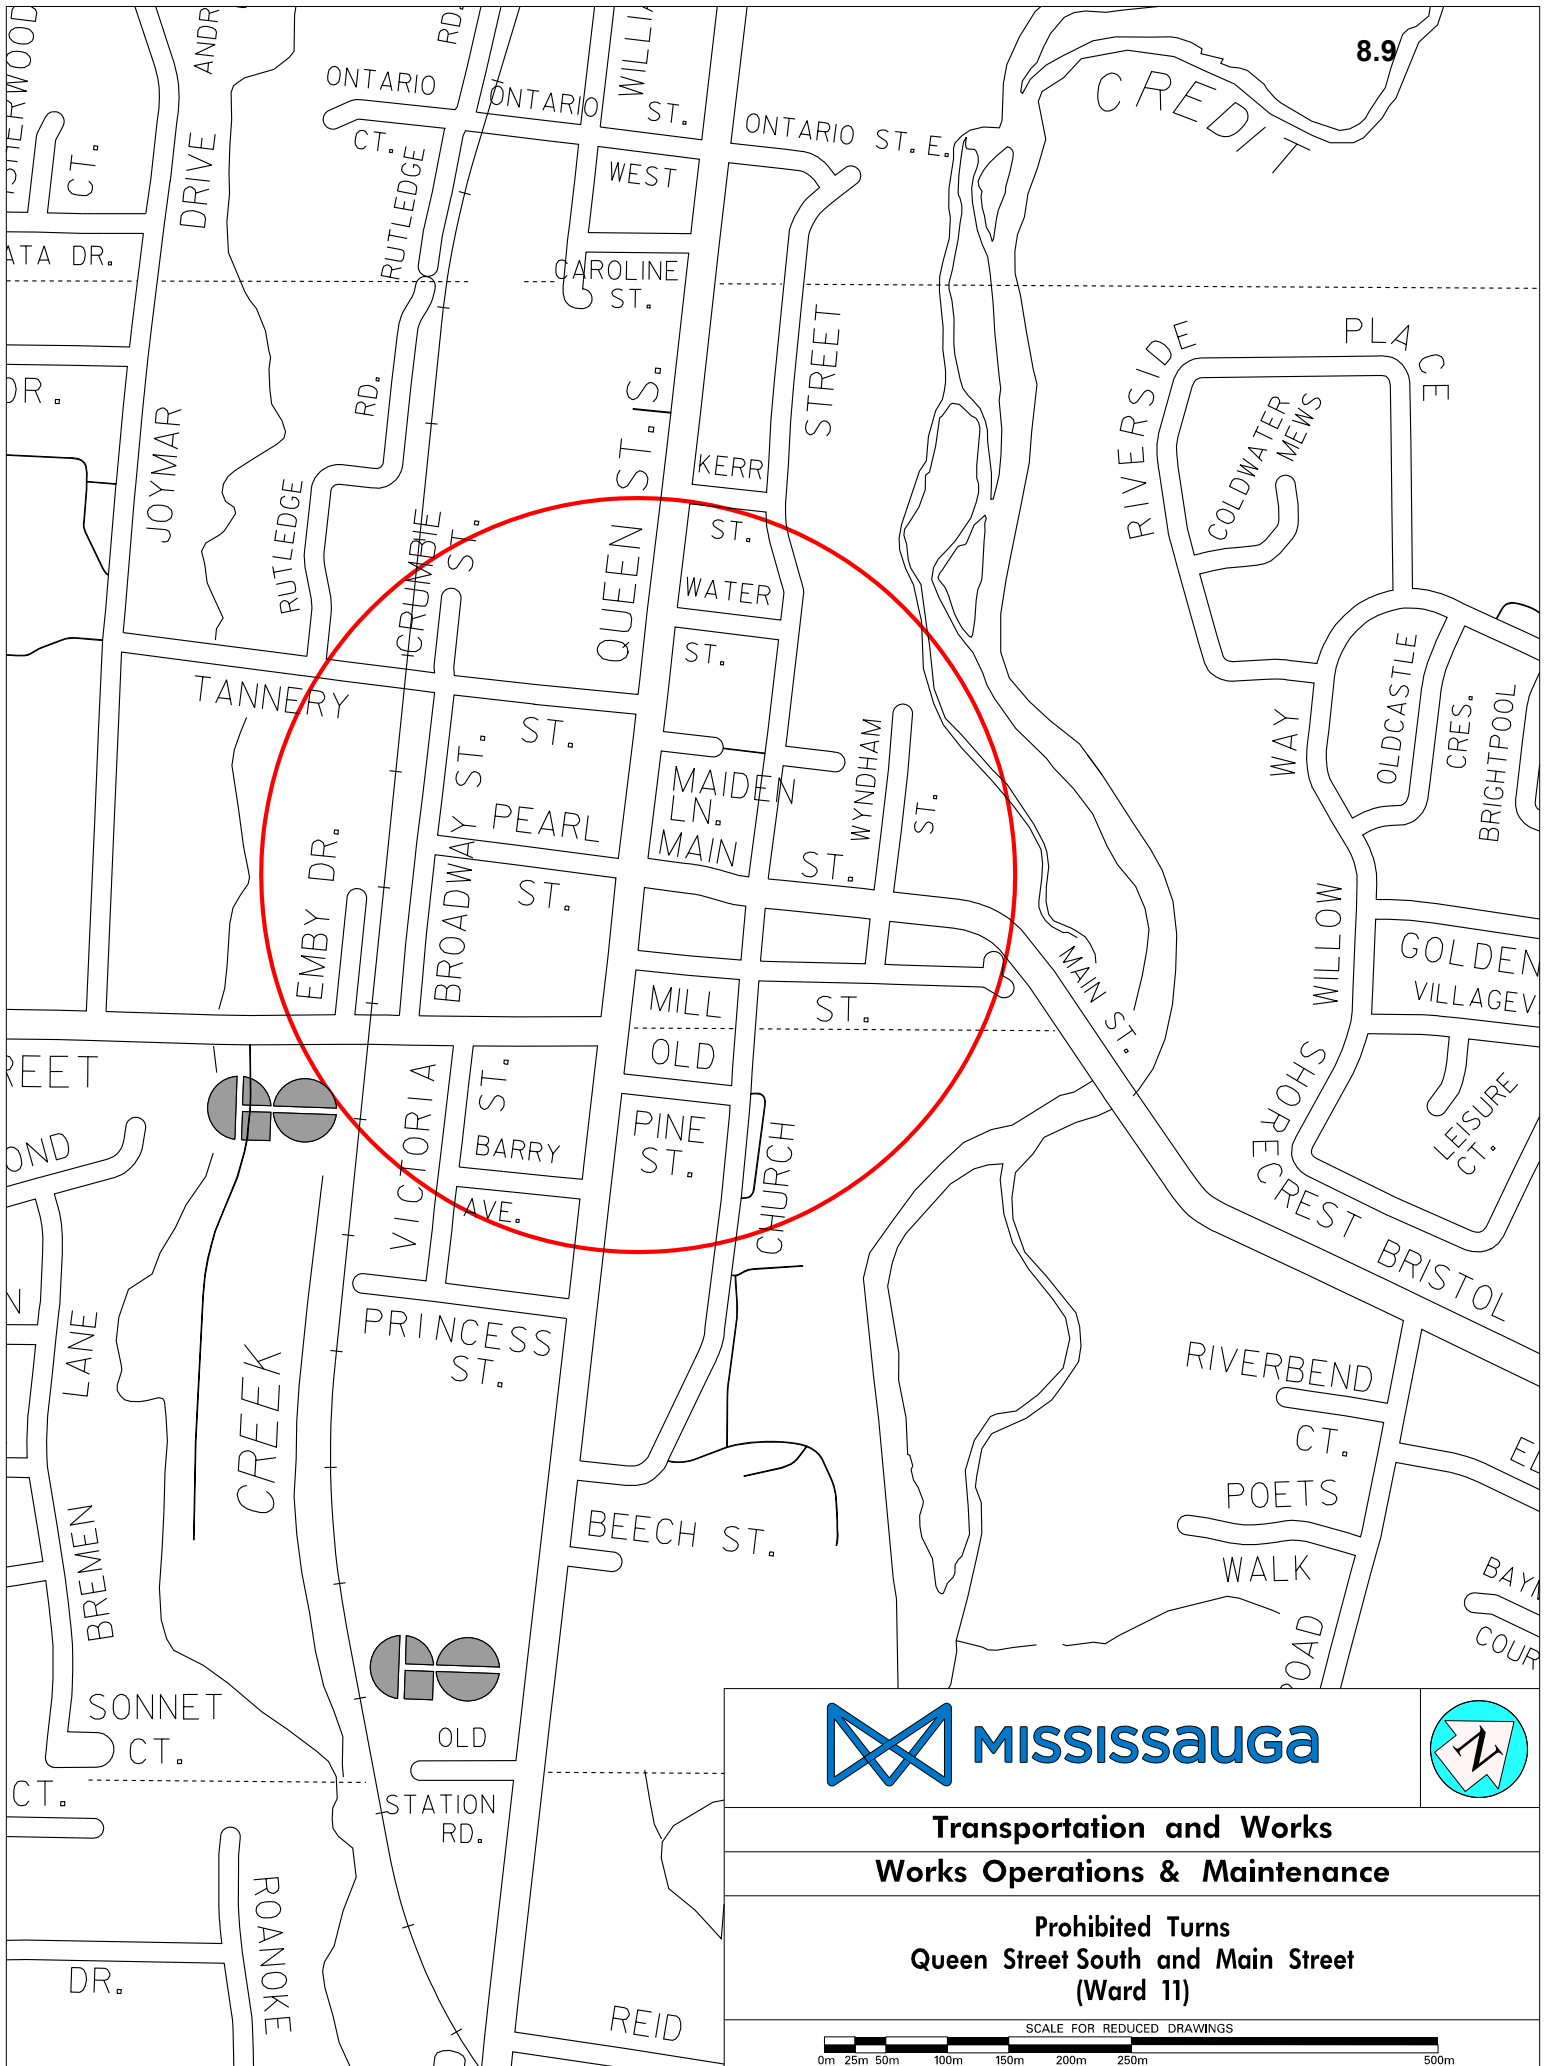 8.9
CREDIT
ANDR
DRIVE
CT.
RD.
WILLIA
ONTARIO
CT.
ONTARIO
ST.
WEST
ONTARIO ST. E.
RUTLEDGE
RD.
ATA DR.
CAROLINE
ST.
DR.
JOYMAR
STREET
RIVERSIDE
PLACE
COLDWATER
MEWS
QUEEN ST. S.
KERR
ST.
RUTLEDGE
CRUMBIE
ST.
WATER
ST.
TANNERY
ST.
OLDCASTLE
CRES.
BRIGHTPOOL
WAY
WILLOW
MAIDEN
LN.
MAIN
ST.
WYNDHAM
ST.
PEARL
ST.
BROADWAY ST.
EMBY DR.
GOLDEN
VILLAGEV
MILL
ST.
OLD
MAIN ST.
REET
VICTORIA
ST.
BARRY
AVE.
PINE
ST.
CHURCH
SHORECREST
LEISURE
CT.
OND
BRISTOL
N
LANE
BREMEN
CREEK
PRINCESS
ST.
RIVERBEND
CT.
POETS
WALK
BEECH ST.
SONNET
CT.
OLD
STATION
RD.
CT.
ROANOKE
DR.
REID
OAD
COUR
MISSISSAUGA
N
Transportation and Works
Works Operations & Maintenance
Prohibited Turns
Queen Street South and Main Street
(Ward 11)
SCALE FOR REDUCED DRAWINGS
0m 25m 50m 100m 150m 200m 250m 500m